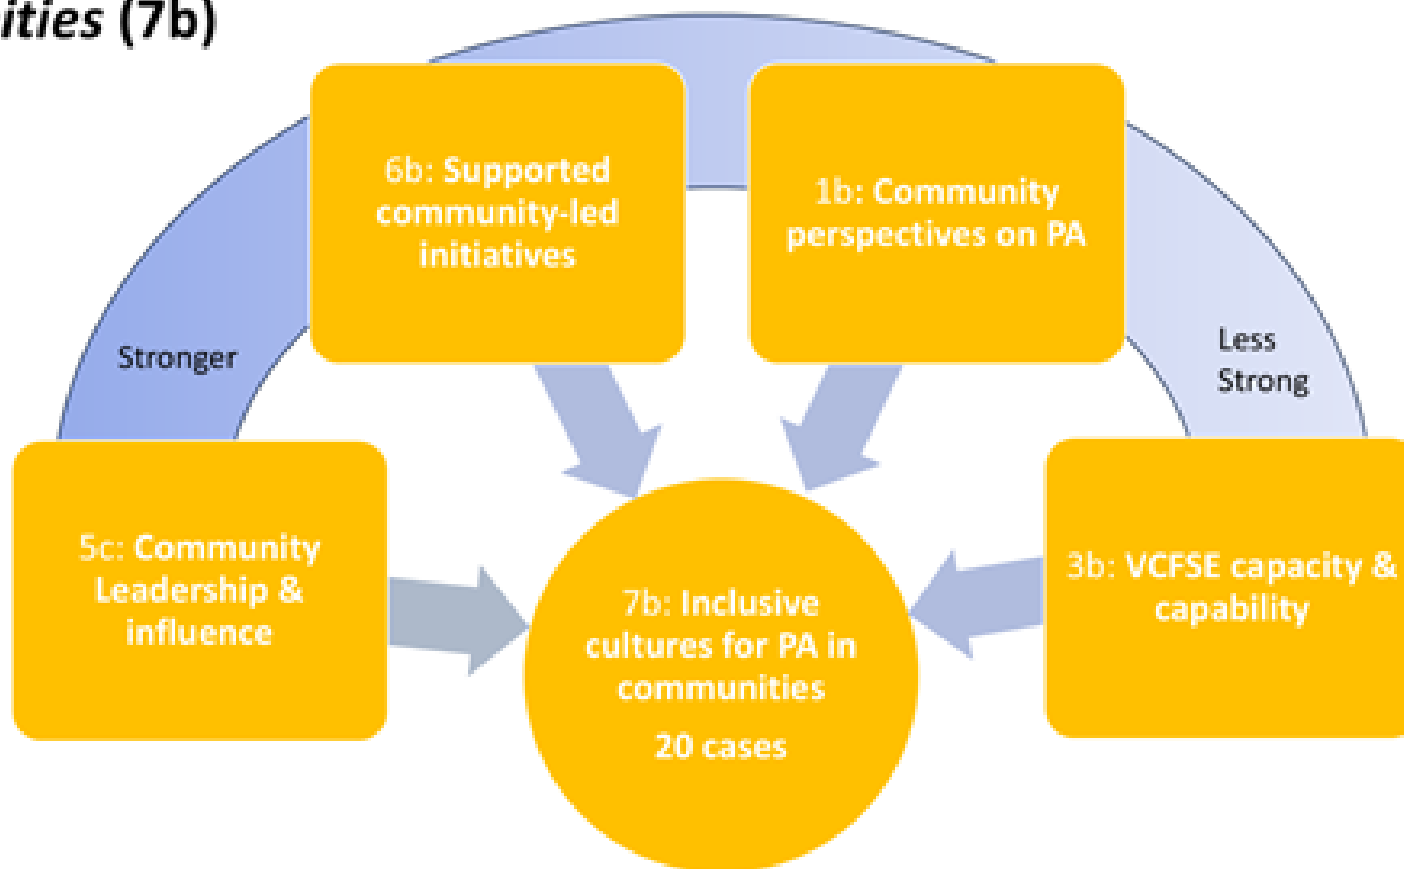 ities (7b)
6b: Supported
community-led
initiatives
1b: Community
perspectives on PA
Stronger
Less
Strong
5c: Community
Leadership &
influence
7b: Inclusive
cultures for PA in
communities
20 cases
3b: VCFSE capacity &
capability